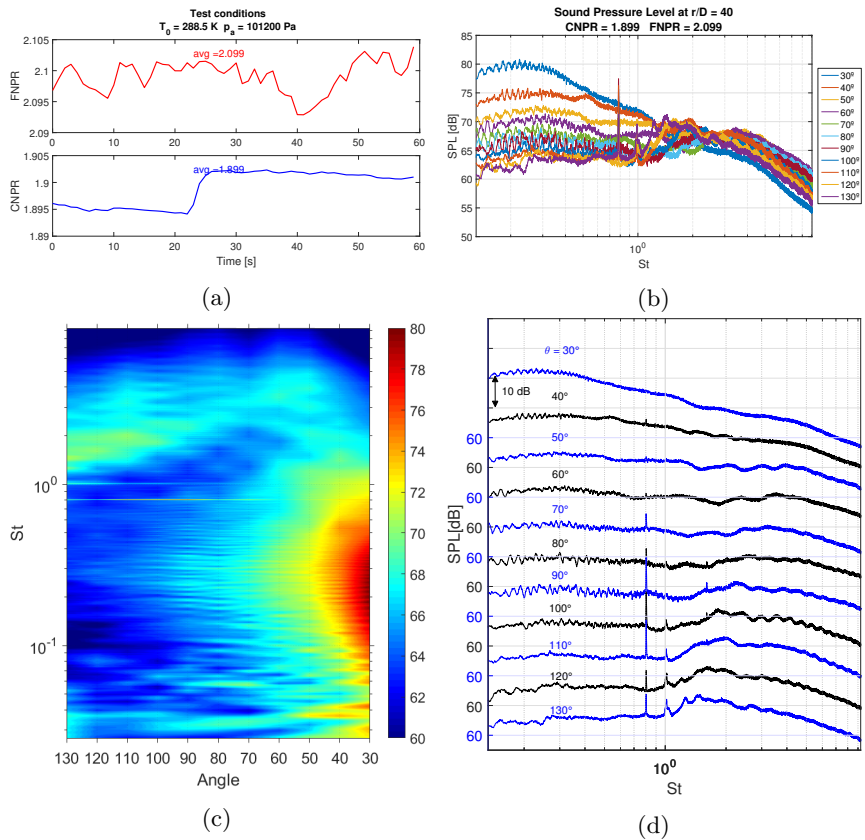 Test conditions
T0 = 288.5 K pa = 101200 Pa
2.105
2.1
2.095
2.09
FNPR
avg =2.099
0 10 20 30 40 50 60
1.905
1.9
1.895
1.89
CNPR
avg =1.899
0 10 20 30 40 50 60
Time [s]
(a)
Sound Pressure Level at r/D = 40
CNPR = 1.899 FNPR = 2.099
85
80
75
70
65
60
55
50
SPL [dB]
10^0
St
30º
40º
50º
60º
70º
80º
90º
100º
110º
120º
130º
(b)
10^0
10^-1
St
130 120 110 100 90 80 70 60 50 40 30
Angle
80
78
76
74
72
70
68
66
64
62
60
(c)
θ = 30°
10 dB
40°
60
50°
60
60°
60
70°
60
80°
60
90°
60
100°
60
110°
60
120°
60
130°
60
60
SPL[dB]
10^0
St
(d)